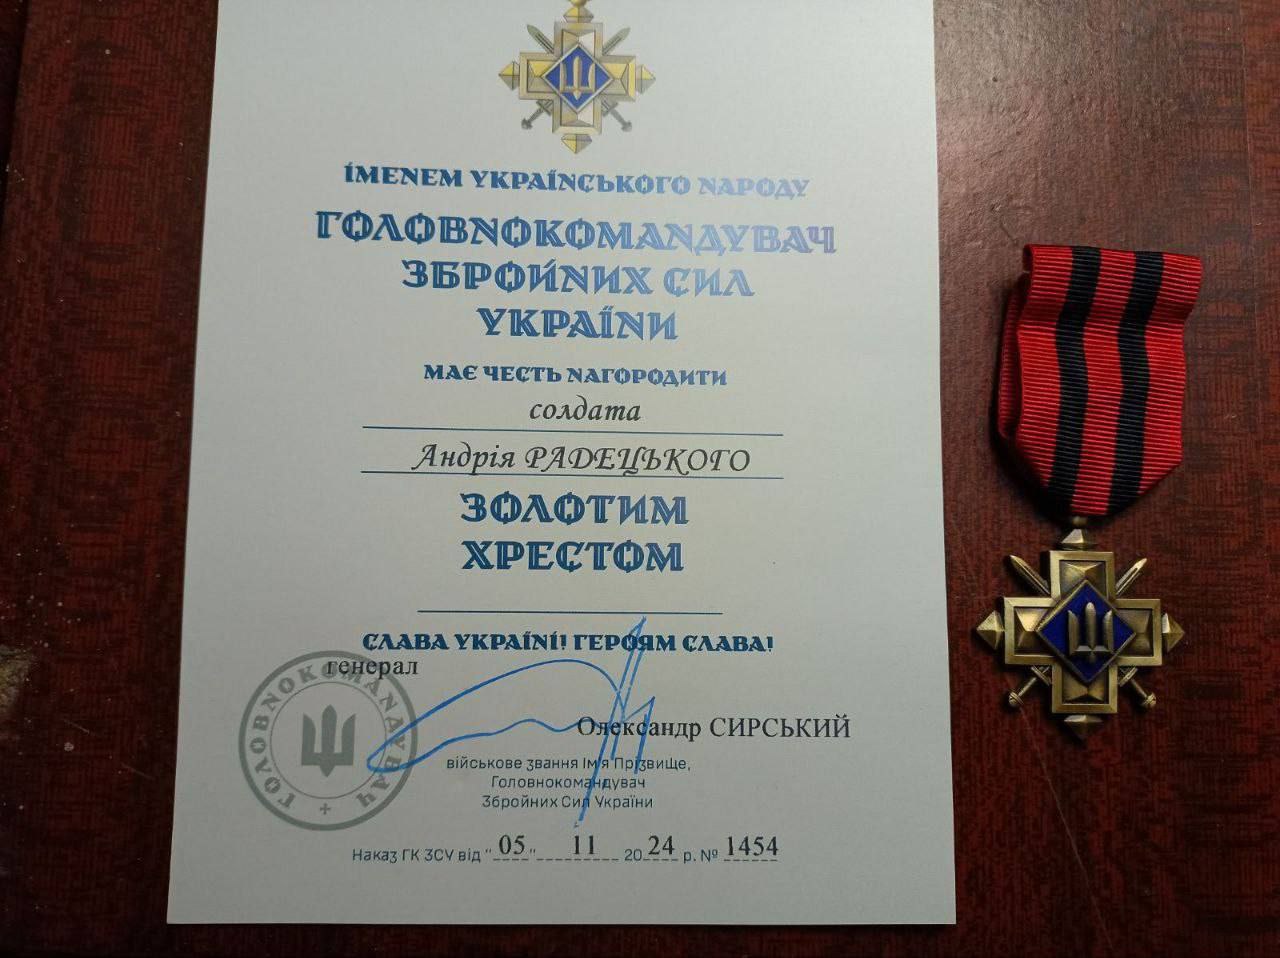 ІМЕНЕМ УКРАЇНСЬКОГО НАРОДУ
ГОЛОВНОКОМАНДУВАЧ
ЗБРОЙНИХ СИЛ
УКРАЇНИ
МАЄ ЧЕСТЬ НАГОРОДИТИ
солдата
Андрія РАДЕЦЬКОГО
ЗОЛОТИМ
ХРЕСТОМ
СЛАВА УКРАЇНІ! ГЕРОЯМ СЛАВА!
генерал
ГОЛОВНОКОМАНДУВАЧ
Олександр СИРСЬКИЙ
військове звання Ім'я Прізвище,
Головнокомандувач
Збройних Сил України
Наказ ГК ЗСУ від "05" 11 2024 р. № 1454